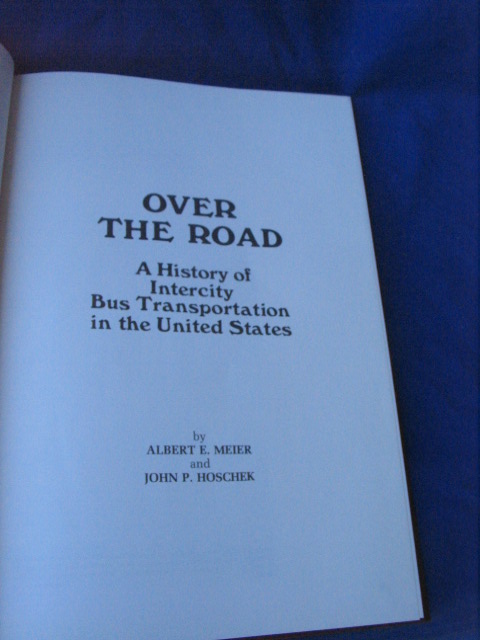 OVER
THE ROAD
A History of
Intercity
Bus Transportation
in the United States
by
ALBERT E. MEIER
and
JOHN P. HOSCHEK